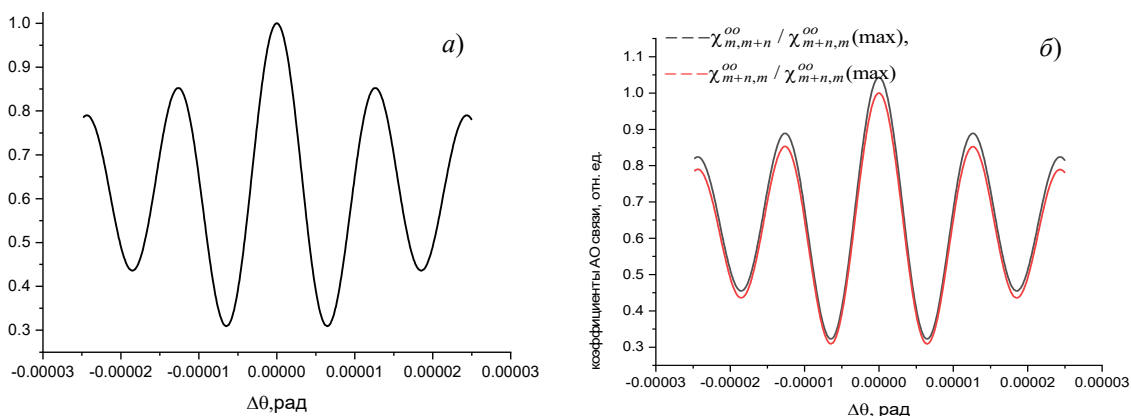 а)
1.0
0.9
0.8
0.7
0.6
0.5
0.4
0.3
-0.00003 -0.00002 -0.00001 0.00000 0.00001 0.00002 0.00003
Δθ,рад
б)
χ^{oo}_{m,m+n} / χ^{oo}_{m+n,m}(max),
χ^{oo}_{m+n,m} / χ^{oo}_{m+n,m}(max)
коэффициенты АО связи, отн. ед.
1.1
1.0
0.9
0.8
0.7
0.6
0.5
0.4
0.3
-0.00003 -0.00002 -0.00001 0.00000 0.00001 0.00002 0.00003
Δθ, рад